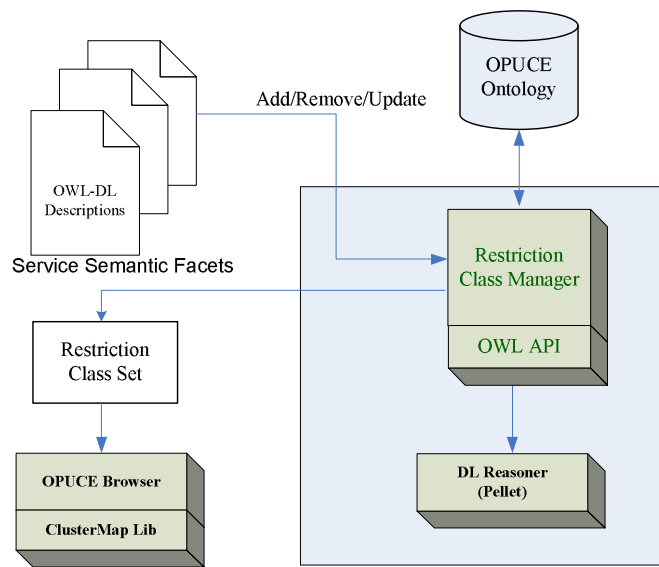 OPUCE
Ontology
Add/Remove/Update
OWL-DL
Descriptions
Service Semantic Facets
Restriction
Class Manager
OWL API
Restriction
Class Set
OPUCE Browser
ClusterMap Lib
DL Reasoner
(Pellet)